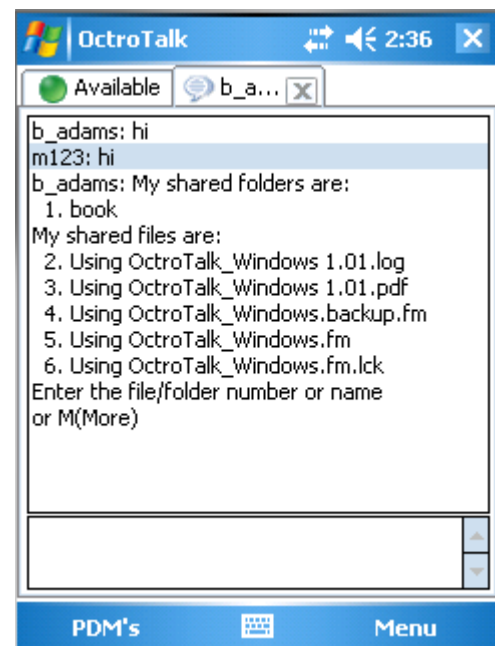 OctroTalk 2:36
Available b_a...
b_adams: hi
m123: hi
b_adams: My shared folders are:
1. book
My shared files are:
2. Using OctroTalk_Windows 1.01.log
3. Using OctroTalk_Windows 1.01.pdf
4. Using OctroTalk_Windows.backup.fm
5. Using OctroTalk_Windows.fm
6. Using OctroTalk_Windows.fm.lck
Enter the file/folder number or name
or M(More)
PDM's Menu